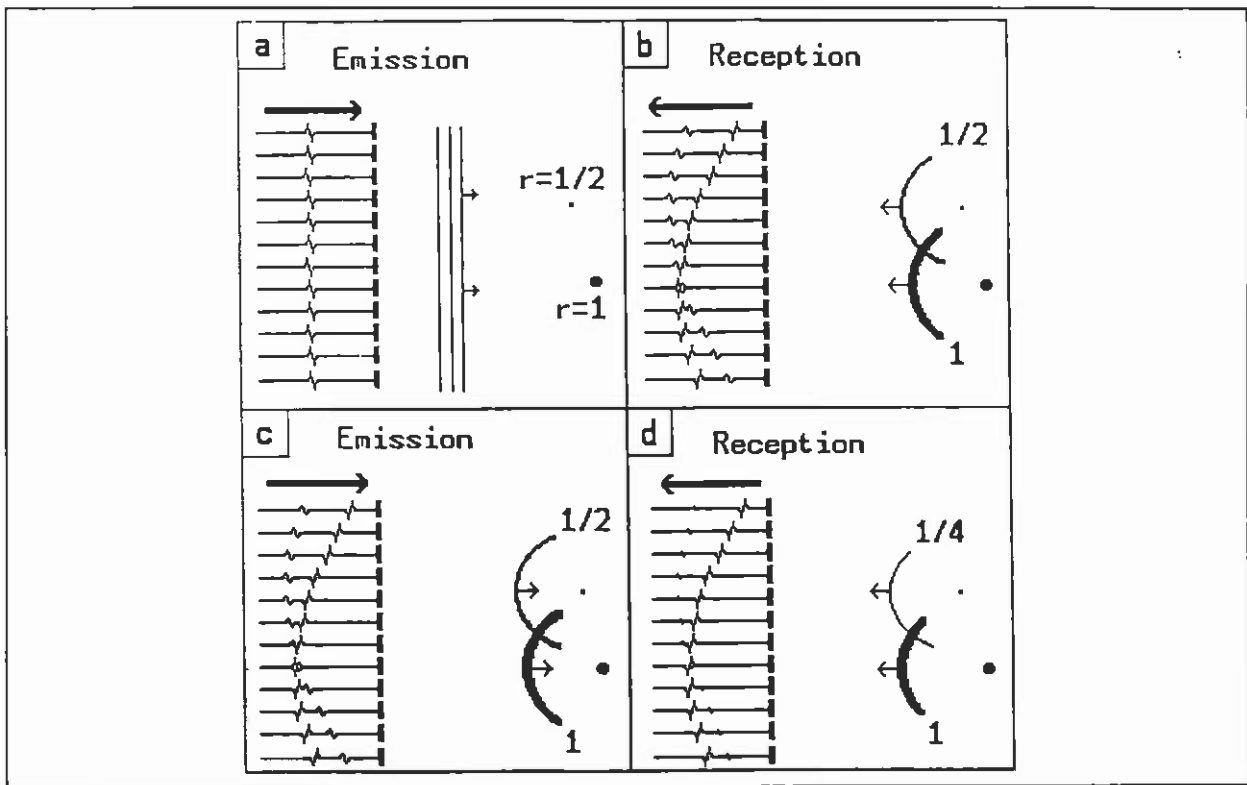 a
Emission
r=1/2
r=1
b
Reception
1/2
1
c
Emission
1/2
1
d
Reception
1/4
1